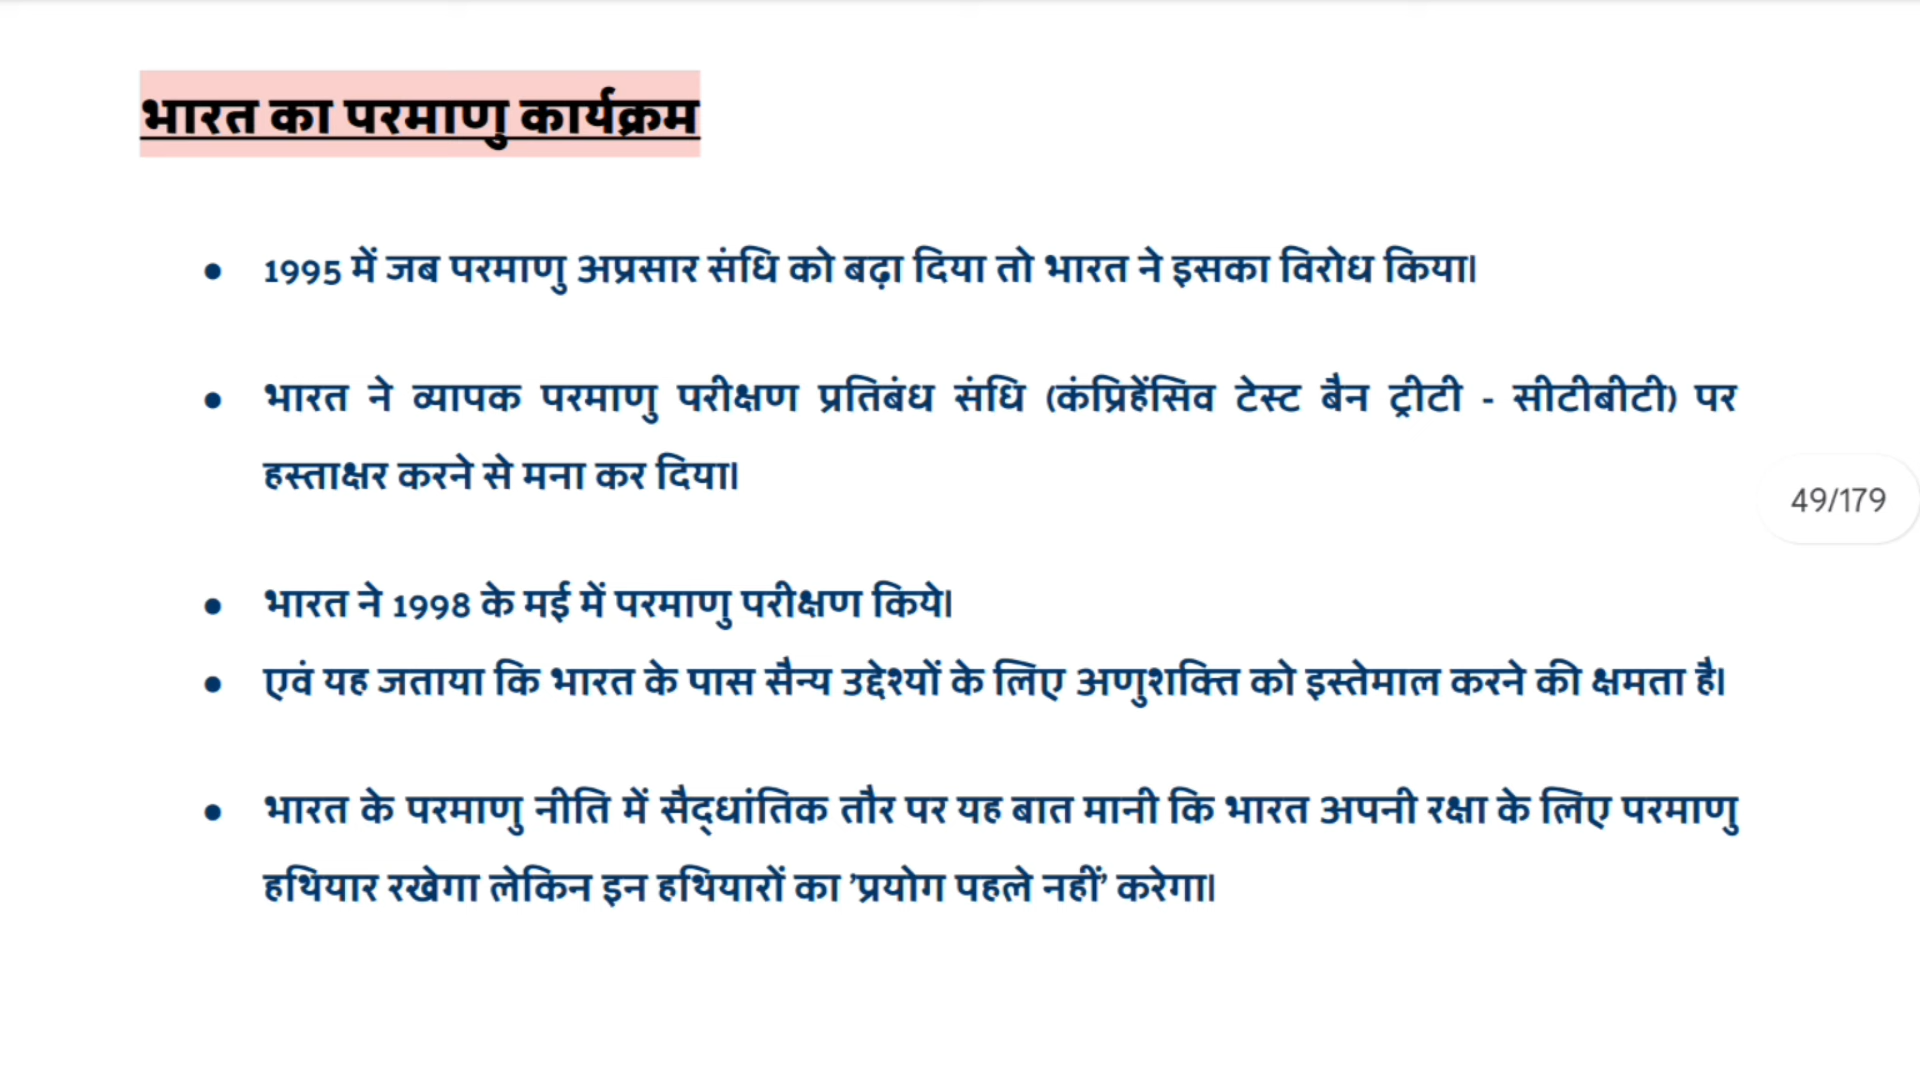 भारत का परमाणु कार्यक्रम
● 1995 में जब परमाणु अप्रसार संधि को बढ़ा दिया तो भारत ने इसका विरोध किया।
● भारत ने व्यापक परमाणु परीक्षण प्रतिबंध संधि (कंप्रिहेंसिव टेस्ट बैन ट्रीटी - सीटीबीटी) पर
हस्ताक्षर करने से मना कर दिया।
49/179
● भारत ने 1998 के मई में परमाणु परीक्षण किये।
● एवं यह जताया कि भारत के पास सैन्य उद्देश्यों के लिए अणुशक्ति को इस्तेमाल करने की क्षमता है।
● भारत के परमाणु नीति में सैद्धांतिक तौर पर यह बात मानी कि भारत अपनी रक्षा के लिए परमाणु
हथियार रखेगा लेकिन इन हथियारों का ’प्रयोग पहले नहीं’ करेगा।